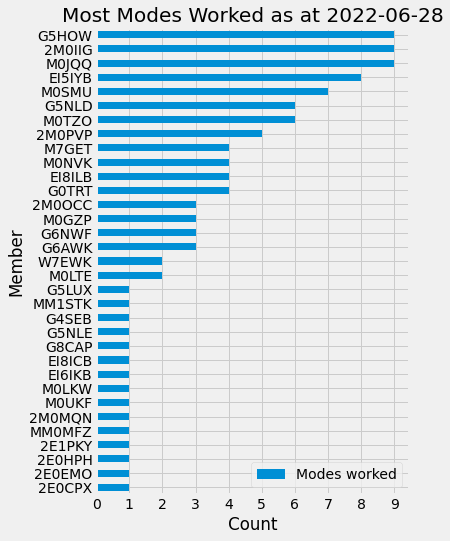 Most Modes Worked as at 2022-06-28
G5HOW
2M0IIG
M0JQQ
EI5IYB
M0SMU
G5NLD
M0TZO
2M0PVP
M7GET
M0NVK
EI8ILB
G0TRT
2M0OCC
M0GZP
G6NWF
G6AWK
W7EWK
M0LTE
G5LUX
MM1STK
G4SEB
G5NLE
G8CAP
EI8ICB
EI6IKB
M0LKW
M0UKF
2M0MQN
MM0MFZ
2E1PKY
2E0HPH
2E0EMO
2E0CPX
Member
Modes worked
0 1 2 3 4 5 6 7 8 9
Count